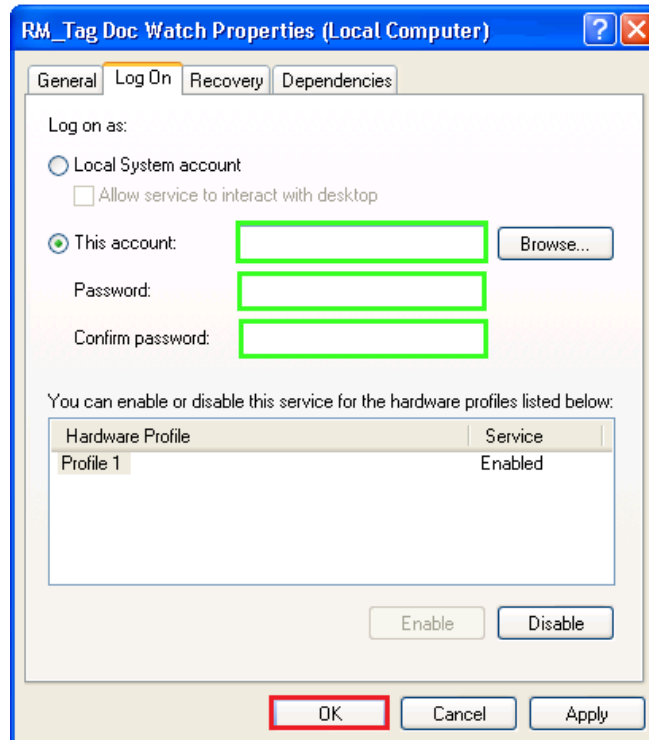 RM_Tag Doc Watch Properties (Local Computer)
General Log On Recovery Dependencies
Log on as:
Local System account
Allow service to interact with desktop
This account: Browse...
Password:
Confirm password:
You can enable or disable this service for the hardware profiles listed below:
Hardware Profile Service
Profile 1 Enabled
Enable Disable
OK Cancel Apply